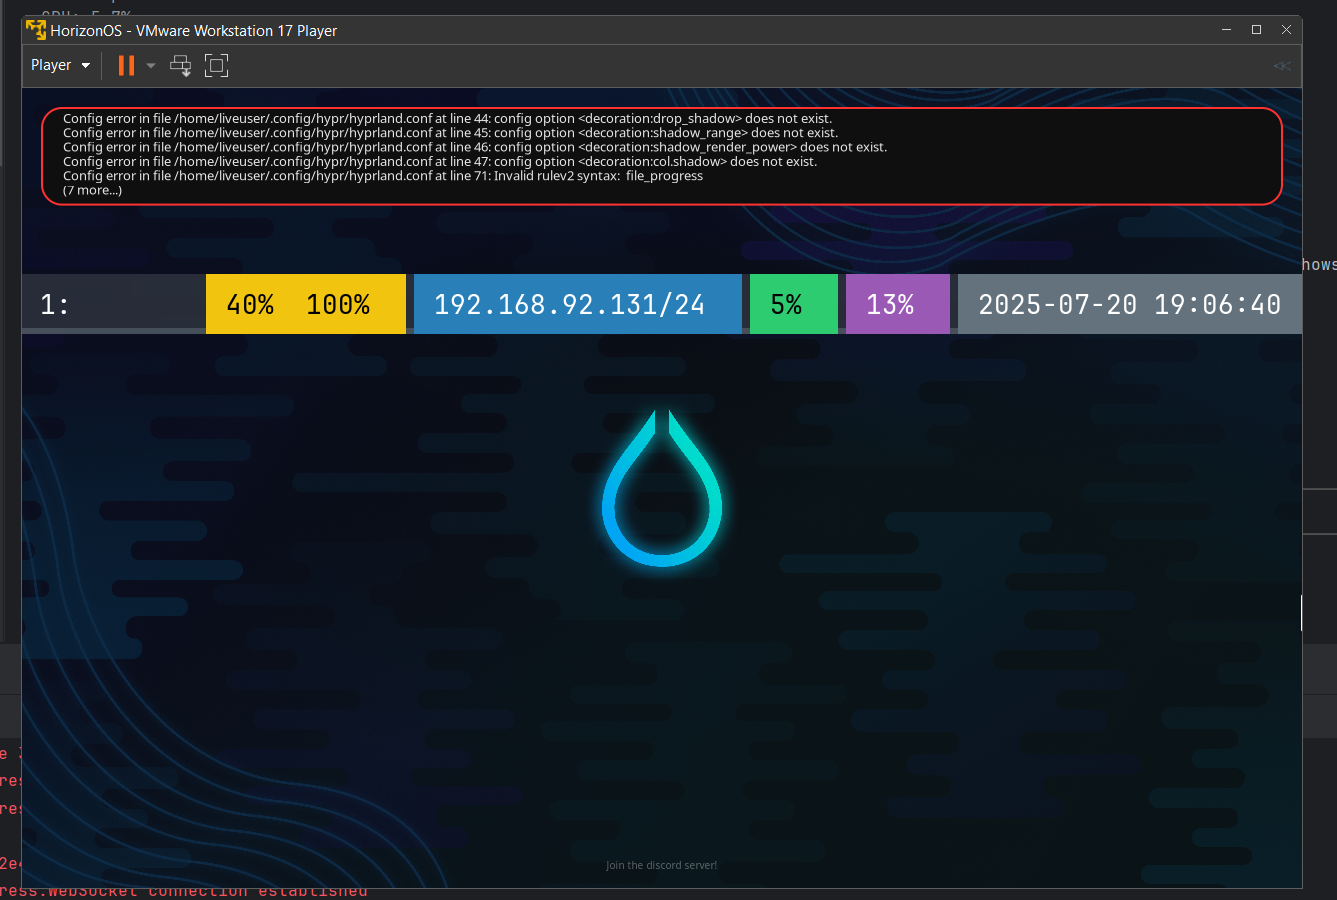 HorizonOS - VMware Workstation 17 Player
Player
Config error in file /home/liveuser/.config/hypr/hyprland.conf at line 44: config option <decoration:drop_shadow> does not exist.
Config error in file /home/liveuser/.config/hypr/hyprland.conf at line 45: config option <decoration:shadow_range> does not exist.
Config error in file /home/liveuser/.config/hypr/hyprland.conf at line 46: config option <decoration:shadow_render_power> does not exist.
Config error in file /home/liveuser/.config/hypr/hyprland.conf at line 47: config option <decoration:col.shadow> does not exist.
Config error in file /home/liveuser/.config/hypr/hyprland.conf at line 71: Invalid rulev2 syntax:  file_progress
(7 more...)
hows
1: 40% 100% 192.168.92.131/24 5% 13% 2025-07-20 19:06:40
Join the discord server!
ress.WebSocket connection established